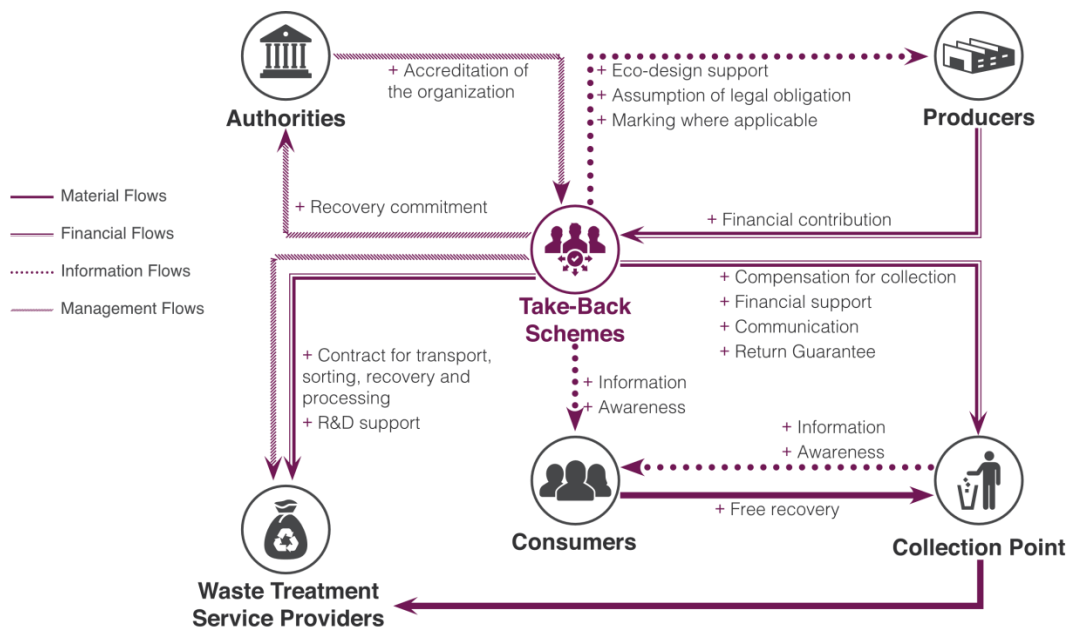 Authorities
+ Accreditation of
the organization
+ Eco-design support
+ Assumption of legal obligation
+ Marking where applicable
Producers
Material Flows
Financial Flows
Information Flows
Management Flows
+ Recovery commitment
+ Financial contribution
Take-Back
Schemes
+ Compensation for collection
+ Financial support
+ Communication
+ Return Guarantee
+ Contract for transport,
sorting, recovery and
processing
+ R&D support
+ Information
+ Awareness
+ Information
+ Awareness
+ Free recovery
Consumers
Collection Point
Waste Treatment
Service Providers